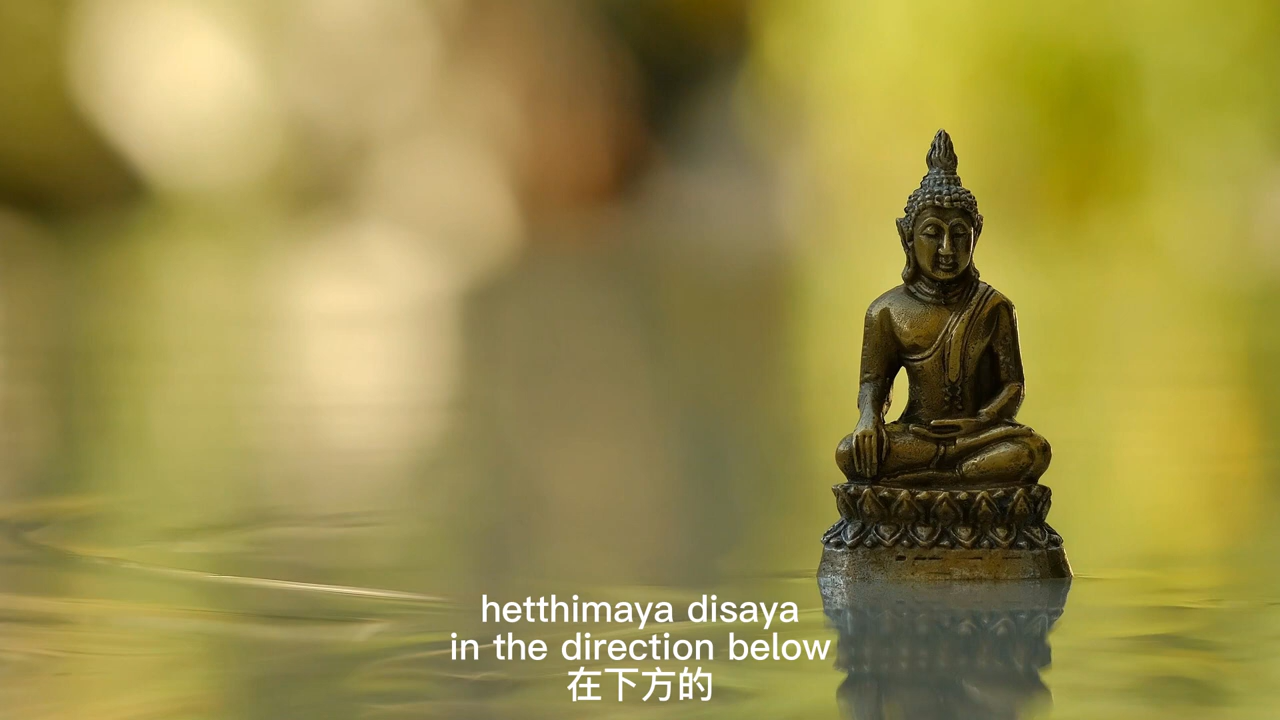 hetthimaya disaya
in the direction below
在下方的